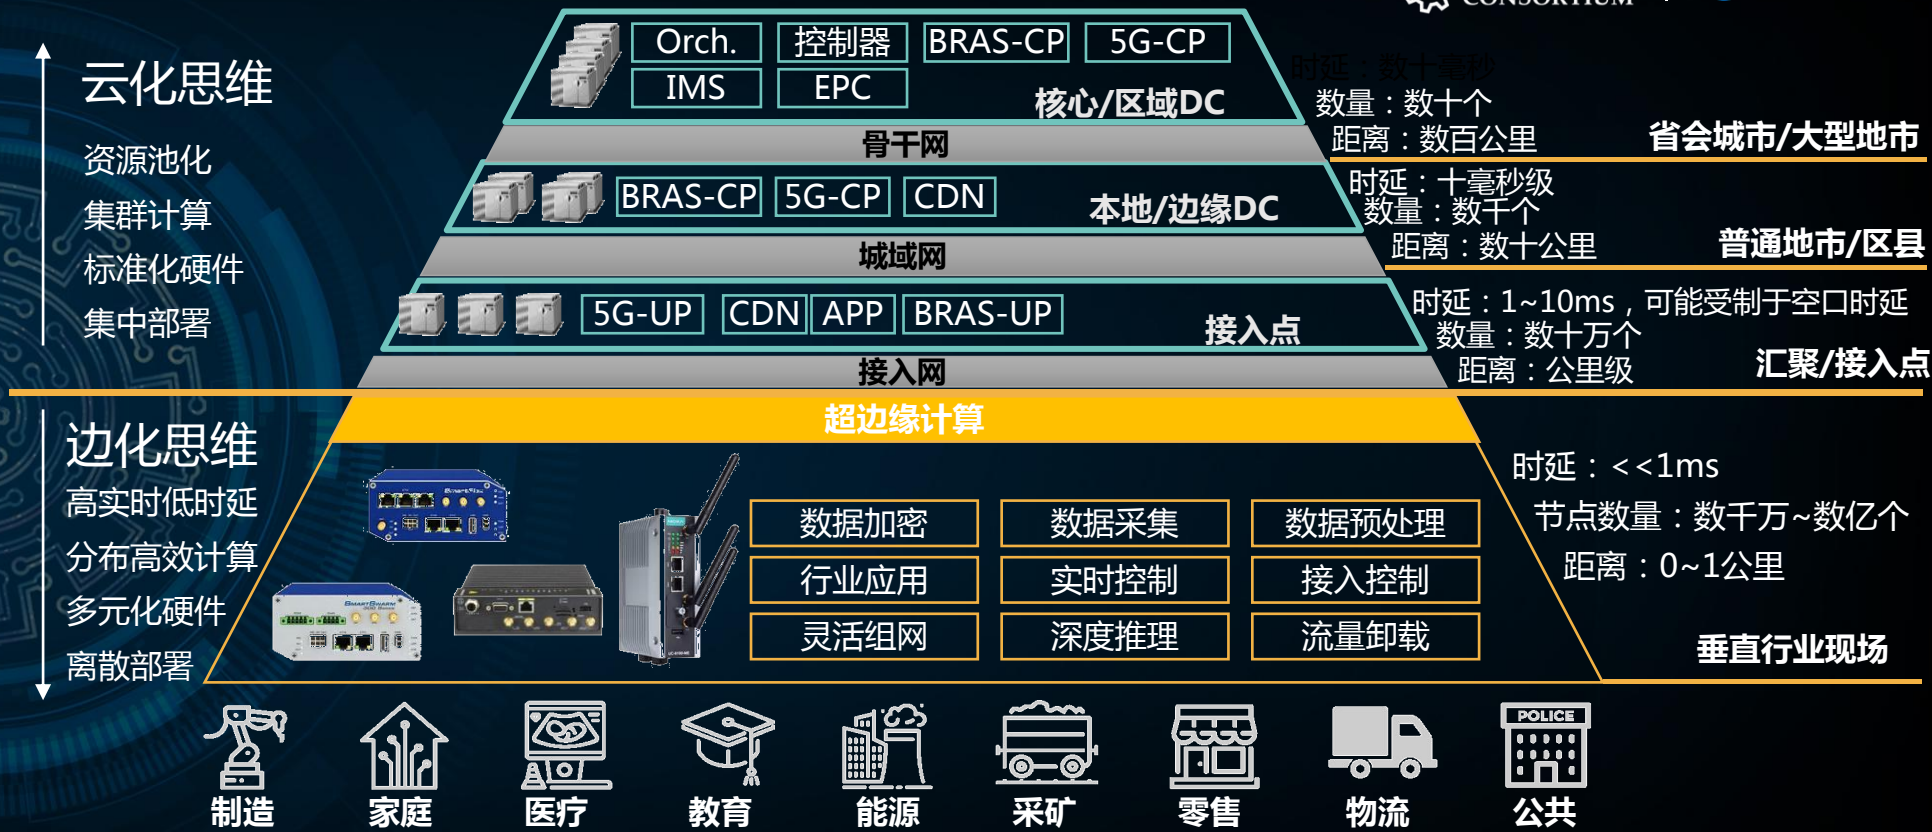 CONSORTIUM
云化思维
资源池化
集群计算
标准化硬件
集中部署
Orch. 控制器 BRAS-CP 5G-CP
IMS EPC
核心/区域DC
时延：数十毫秒
数量：数十个
距离：数百公里
省会城市/大型地市
骨干网
BRAS-CP 5G-CP CDN
本地/边缘DC
时延：十毫秒级
数量：数千个
距离：数十公里
普通地市/区县
城域网
5G-UP CDN APP BRAS-UP
接入点
时延：1~10ms，可能受制于空口时延
数量：数十万个
距离：公里级
汇聚/接入点
接入网
超边缘计算
边化思维
高实时低时延
分布高效计算
多元化硬件
离散部署
SMARTSWARM
数据加密 数据采集 数据预处理
行业应用 实时控制 接入控制
灵活组网 深度推理 流量卸载
时延：<<1ms
节点数量：数千万~数亿个
距离：0~1公里
垂直行业现场
POLICE
制造 家庭 医疗 教育 能源 采矿 零售 物流 公共